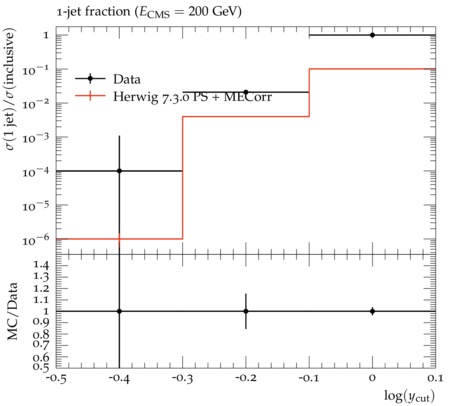 1-jet fraction (E_CMS = 200 GeV)
σ(1 jet)/σ(inclusive)
1
10⁻¹
10⁻²
10⁻³
10⁻⁴
10⁻⁵
10⁻⁶
Data
Herwig 7.3.0 PS + MECorr
MC/Data
1.4
1.3
1.2
1.1
1
0.9
0.8
0.7
0.6
0.5
-0.5 -0.4 -0.3 -0.2 -0.1 0 0.1
log(y_cut)